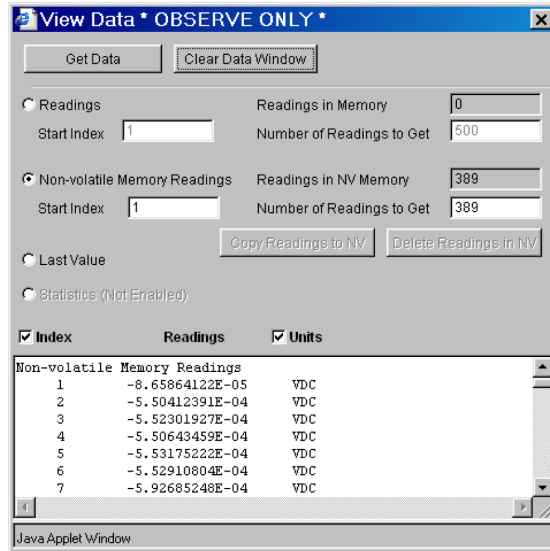 View Data * OBSERVE ONLY *
Get Data Clear Data Window
Readings Readings in Memory 0
Start Index 1 Number of Readings to Get 500
Non-volatile Memory Readings Readings in NV Memory 389
Start Index 1 Number of Readings to Get 389
Copy Readings to NV Delete Readings in NV
Last Value
Statistics (Not Enabled)
Index Readings Units
Non-volatile Memory Readings
1 -8.65864122E-05 VDC
2 -5.50412391E-04 VDC
3 -5.52301927E-04 VDC
4 -5.50643459E-04 VDC
5 -5.53175222E-04 VDC
6 -5.52910804E-04 VDC
7 -5.92685248E-04 VDC
Java Applet Window